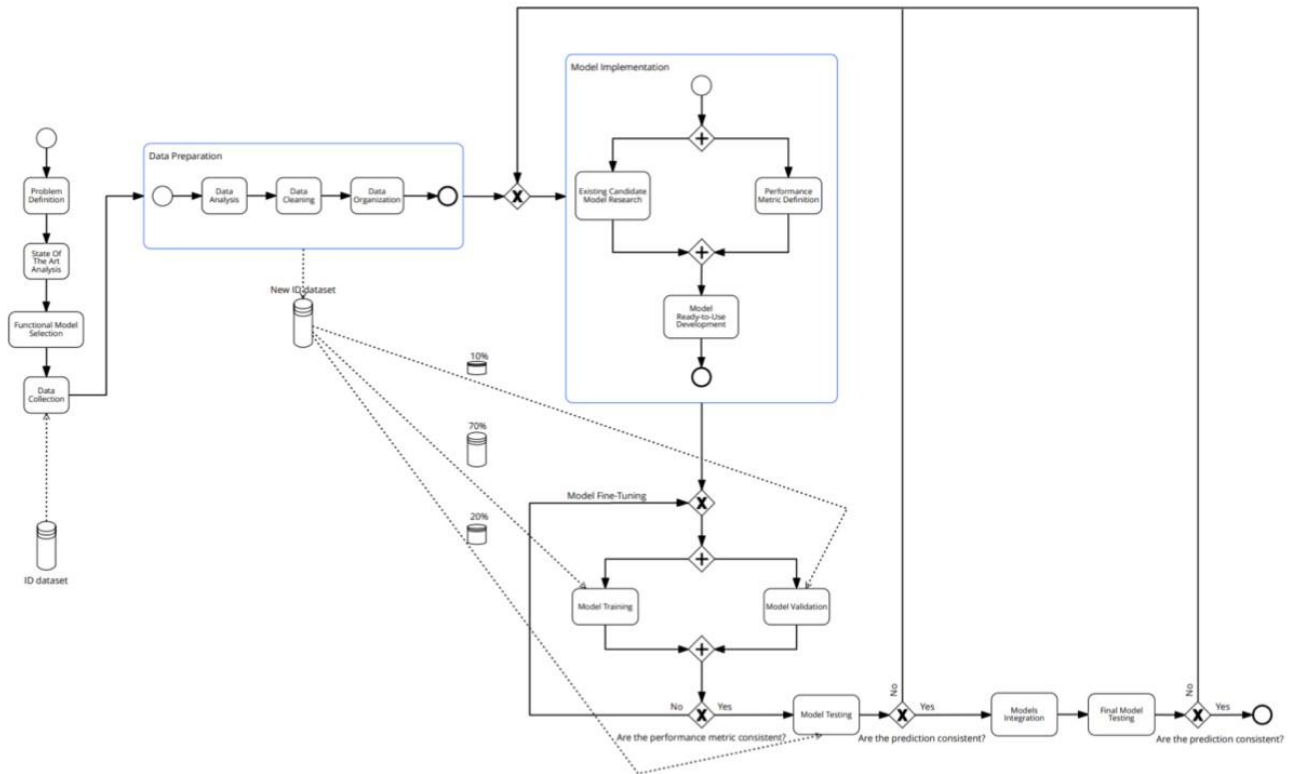 Model Implementation
Data Preparation
Problem
Definition
Data
Analysis
Data
Cleaning
Data
Organization
Existing Candidate
Model Research
Performance
Metric Definition
State Of
The Art
Analysis
New ID dataset
Functional Model
Selection
Model
Ready-to-Use
Development
Data
Collection
10%
70%
20%
ID dataset
Model Fine-Tuning
Model Training
Model Validation
No
Yes
Are the performance metric consistent?
Model Testing
No
Yes
Are the prediction consistent?
Models
Integration
Final Model
Testing
No
Yes
Are the prediction consistent?